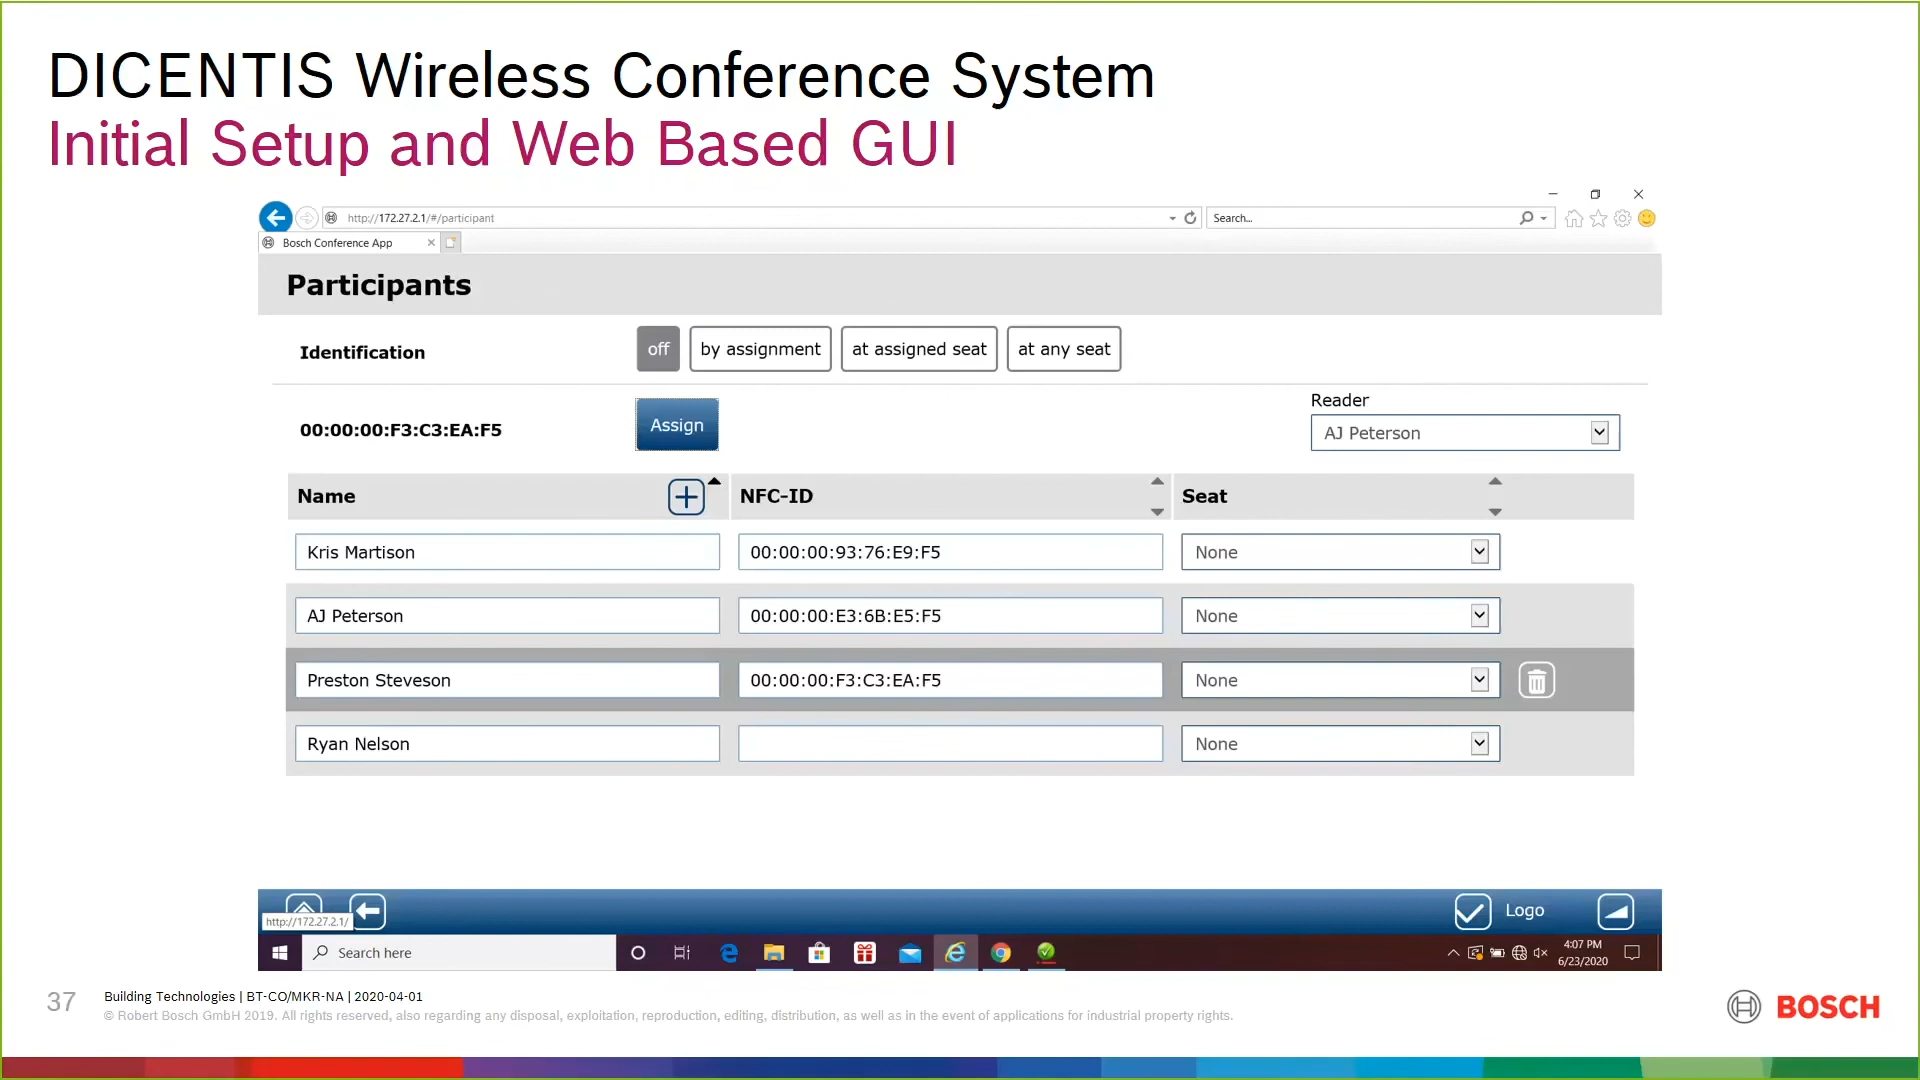 DICENTIS Wireless Conference System
Initial Setup and Web Based GUI
http://172.27.2.1/#/participant
Search...
Bosch Conference App
Participants
Identification
off
by assignment
at assigned seat
at any seat
00:00:00:F3:C3:EA:F5
Assign
Reader
AJ Peterson
Name
NFC-ID
Seat
Kris Martison
00:00:00:93:76:E9:F5
None
AJ Peterson
00:00:00:E3:6B:E5:F5
None
Preston Steveson
00:00:00:F3:C3:EA:F5
None
Ryan Nelson
None
http://172.27.2.1/
Logo
Search here
4:07 PM
6/23/2020
37
Building Technologies | BT-CO/MKR-NA | 2020-04-01
© Robert Bosch GmbH 2019. All rights reserved, also regarding any disposal, exploitation, reproduction, editing, distribution, as well as in the event of applications for industrial property rights.
BOSCH